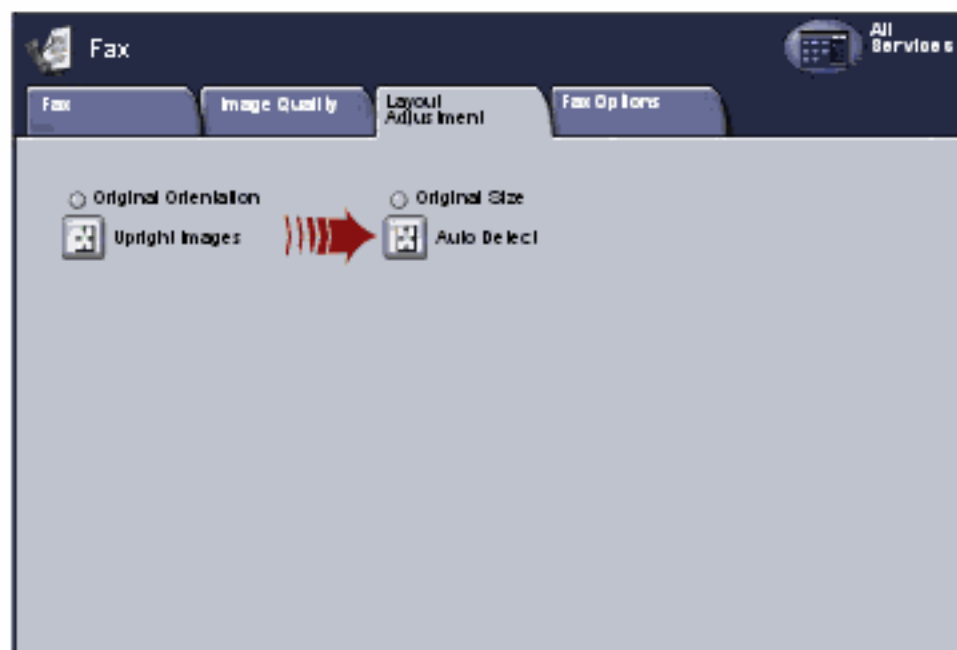 Fax
All
Services
Fax
Image Quality
Layout
Adjustment
Fax Options
Original Orientation
Original Size
Upright Images
Auto Detect